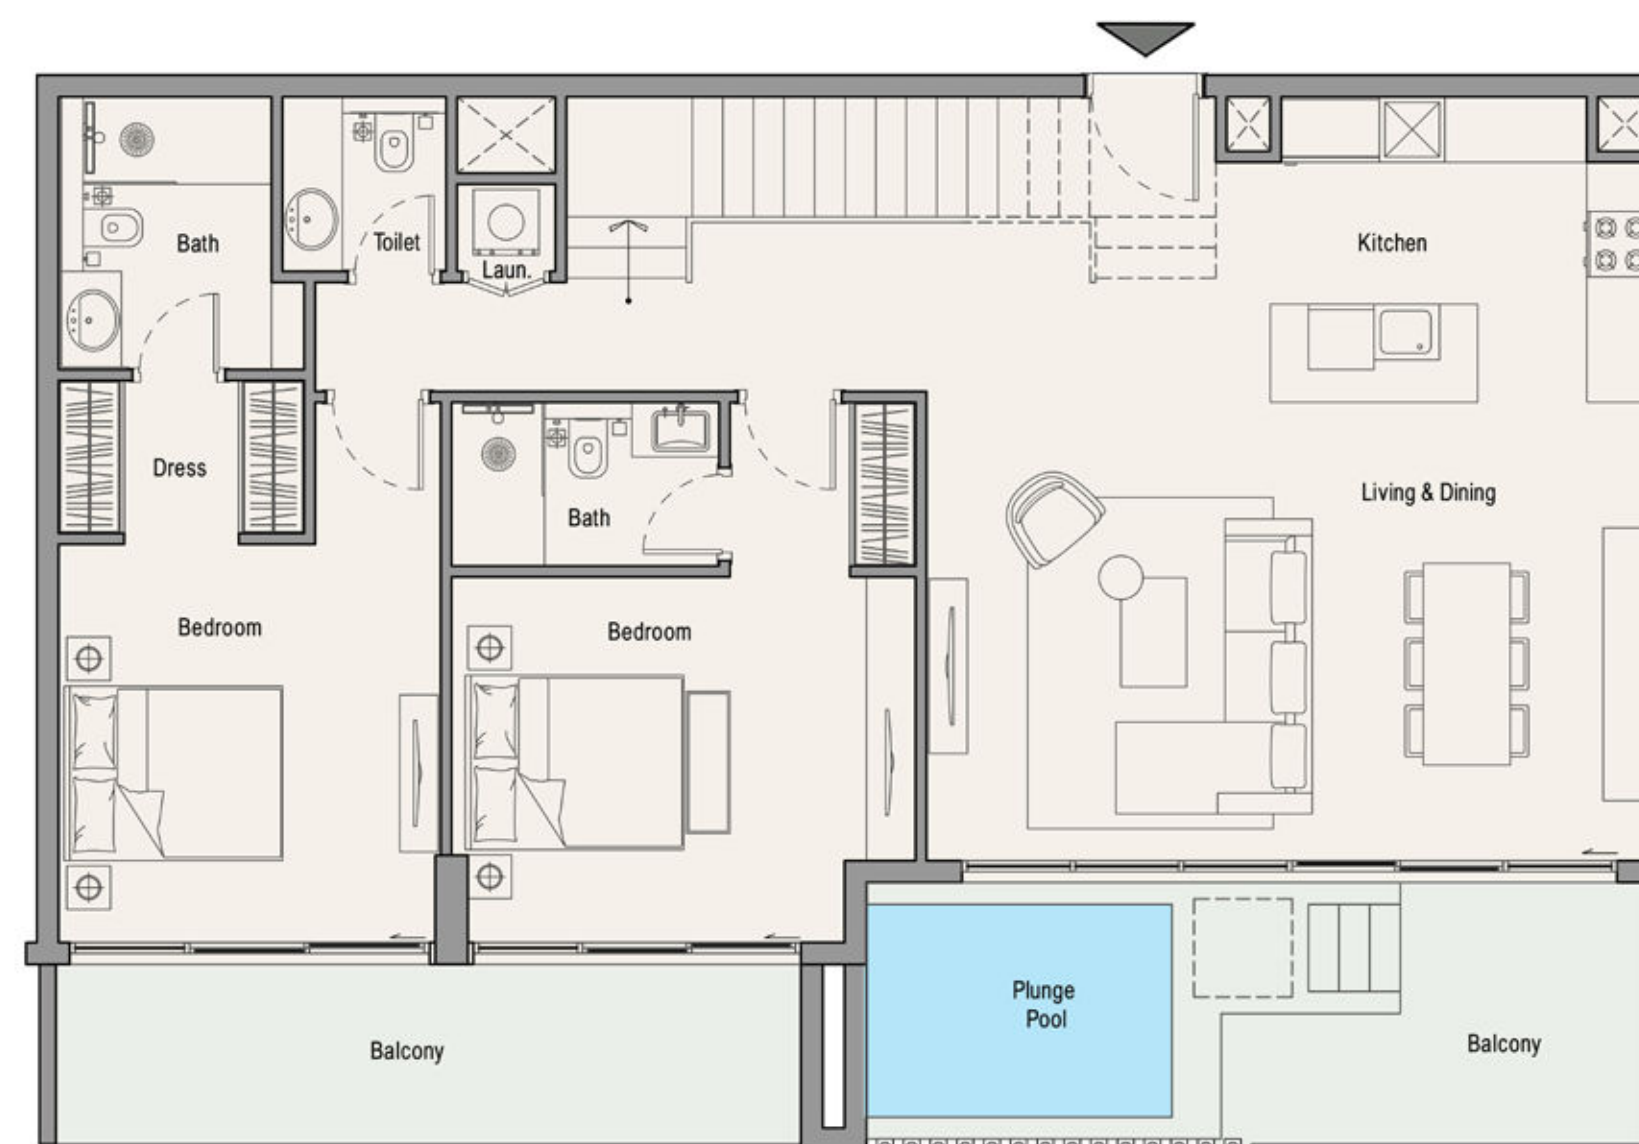 Bath
Toilet
Laun.
Kitchen
Dress
Bath
Living & Dining
Bedroom
Bedroom
Plunge
Pool
Balcony
Balcony